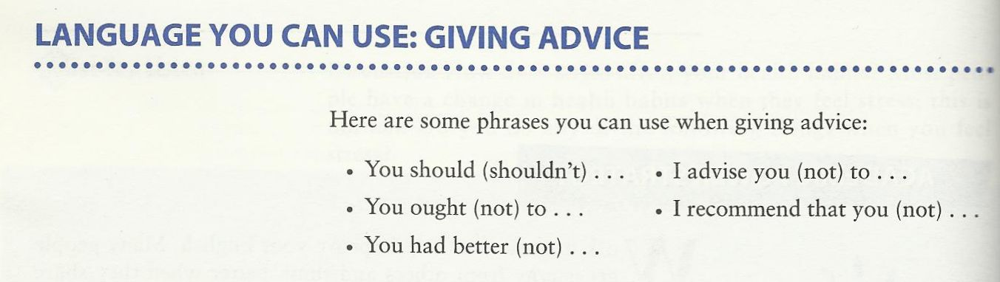 LANGUAGE YOU CAN USE: GIVING ADVICE
Here are some phrases you can use when giving advice:
• You should (shouldn't) . . .
• You ought (not) to . . .
• You had better (not) . . .
• I advise you (not) to . . .
• I recommend that you (not) . . .